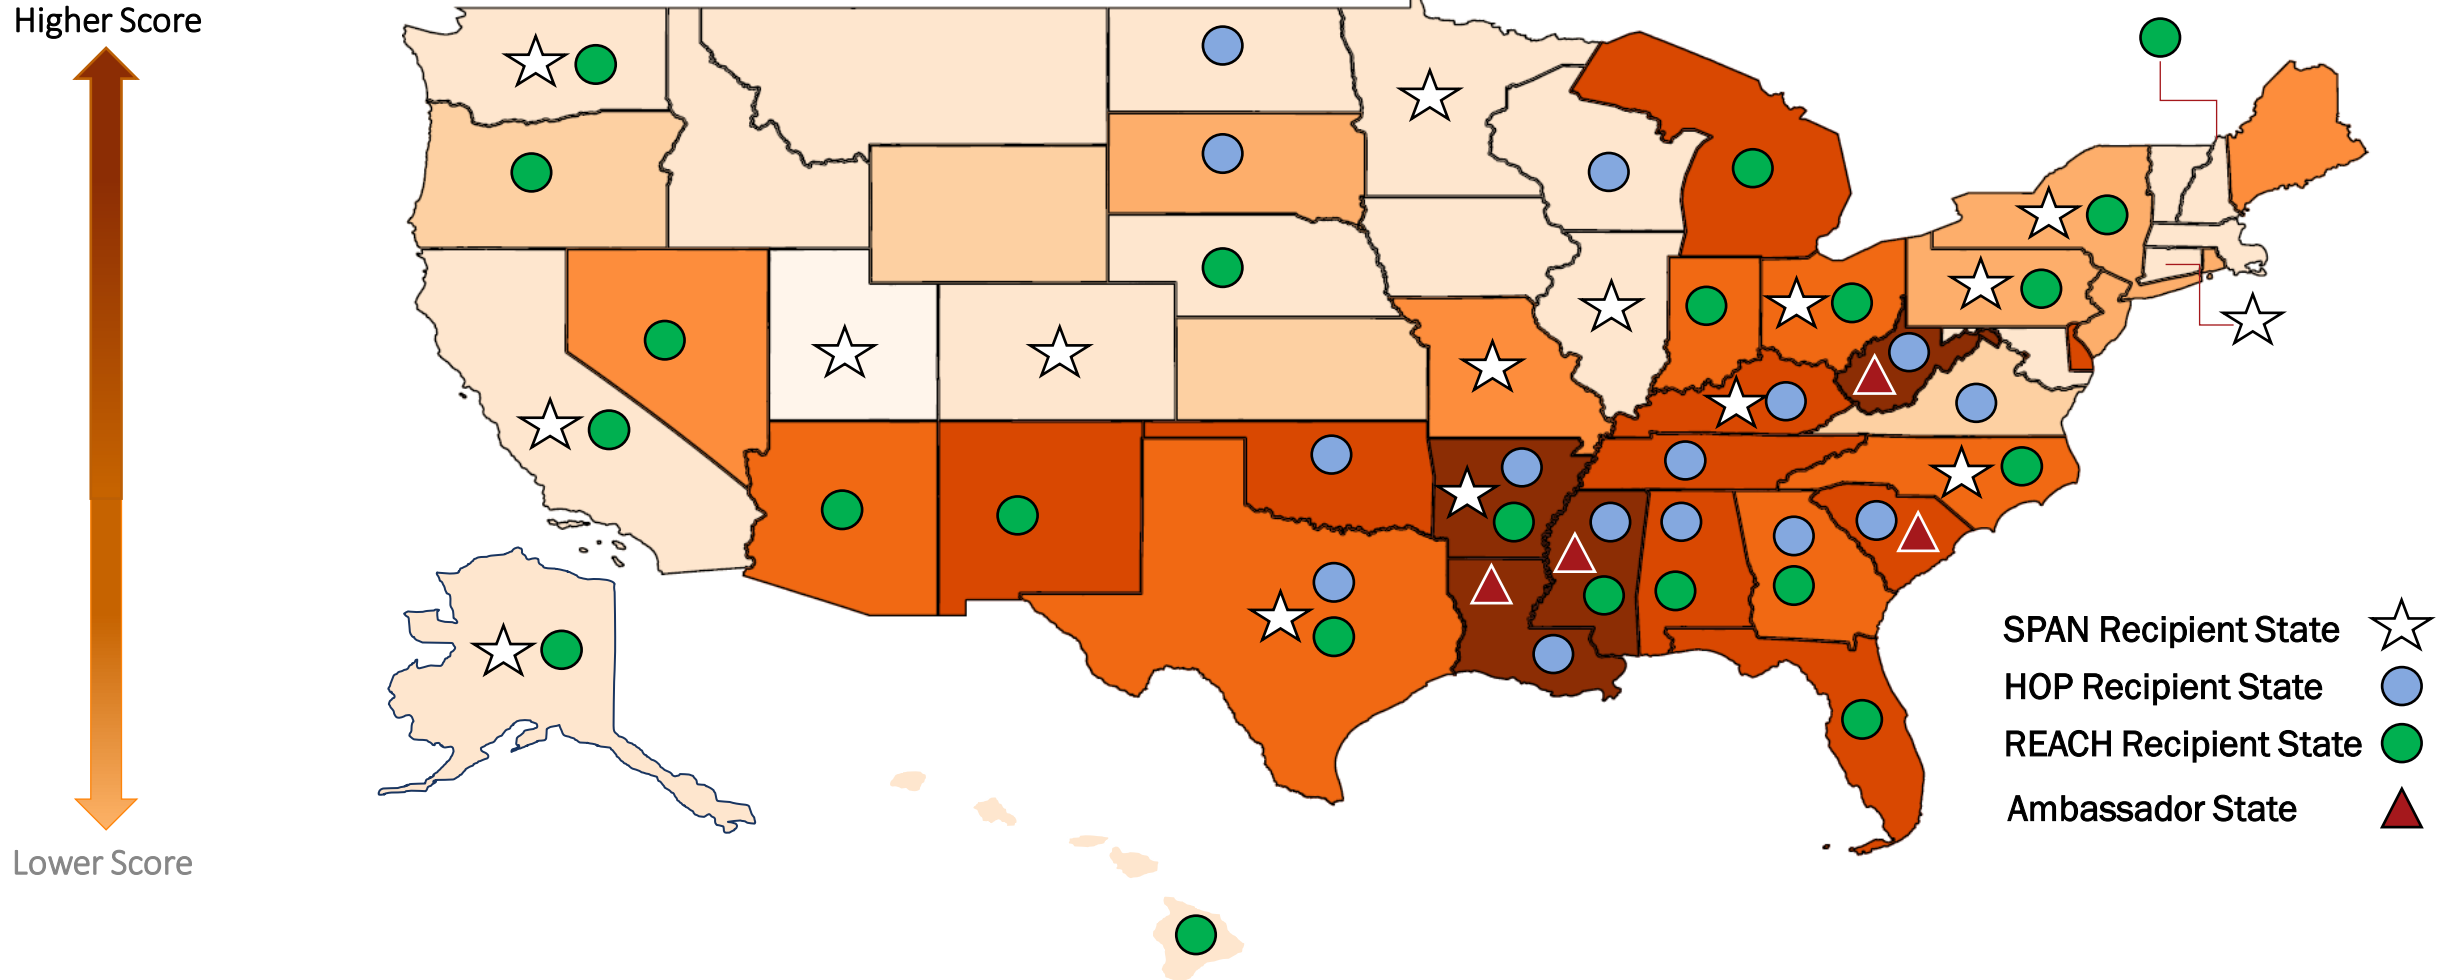 Higher Score
Lower Score
SPAN Recipient State
HOP Recipient State
REACH Recipient State
Ambassador State